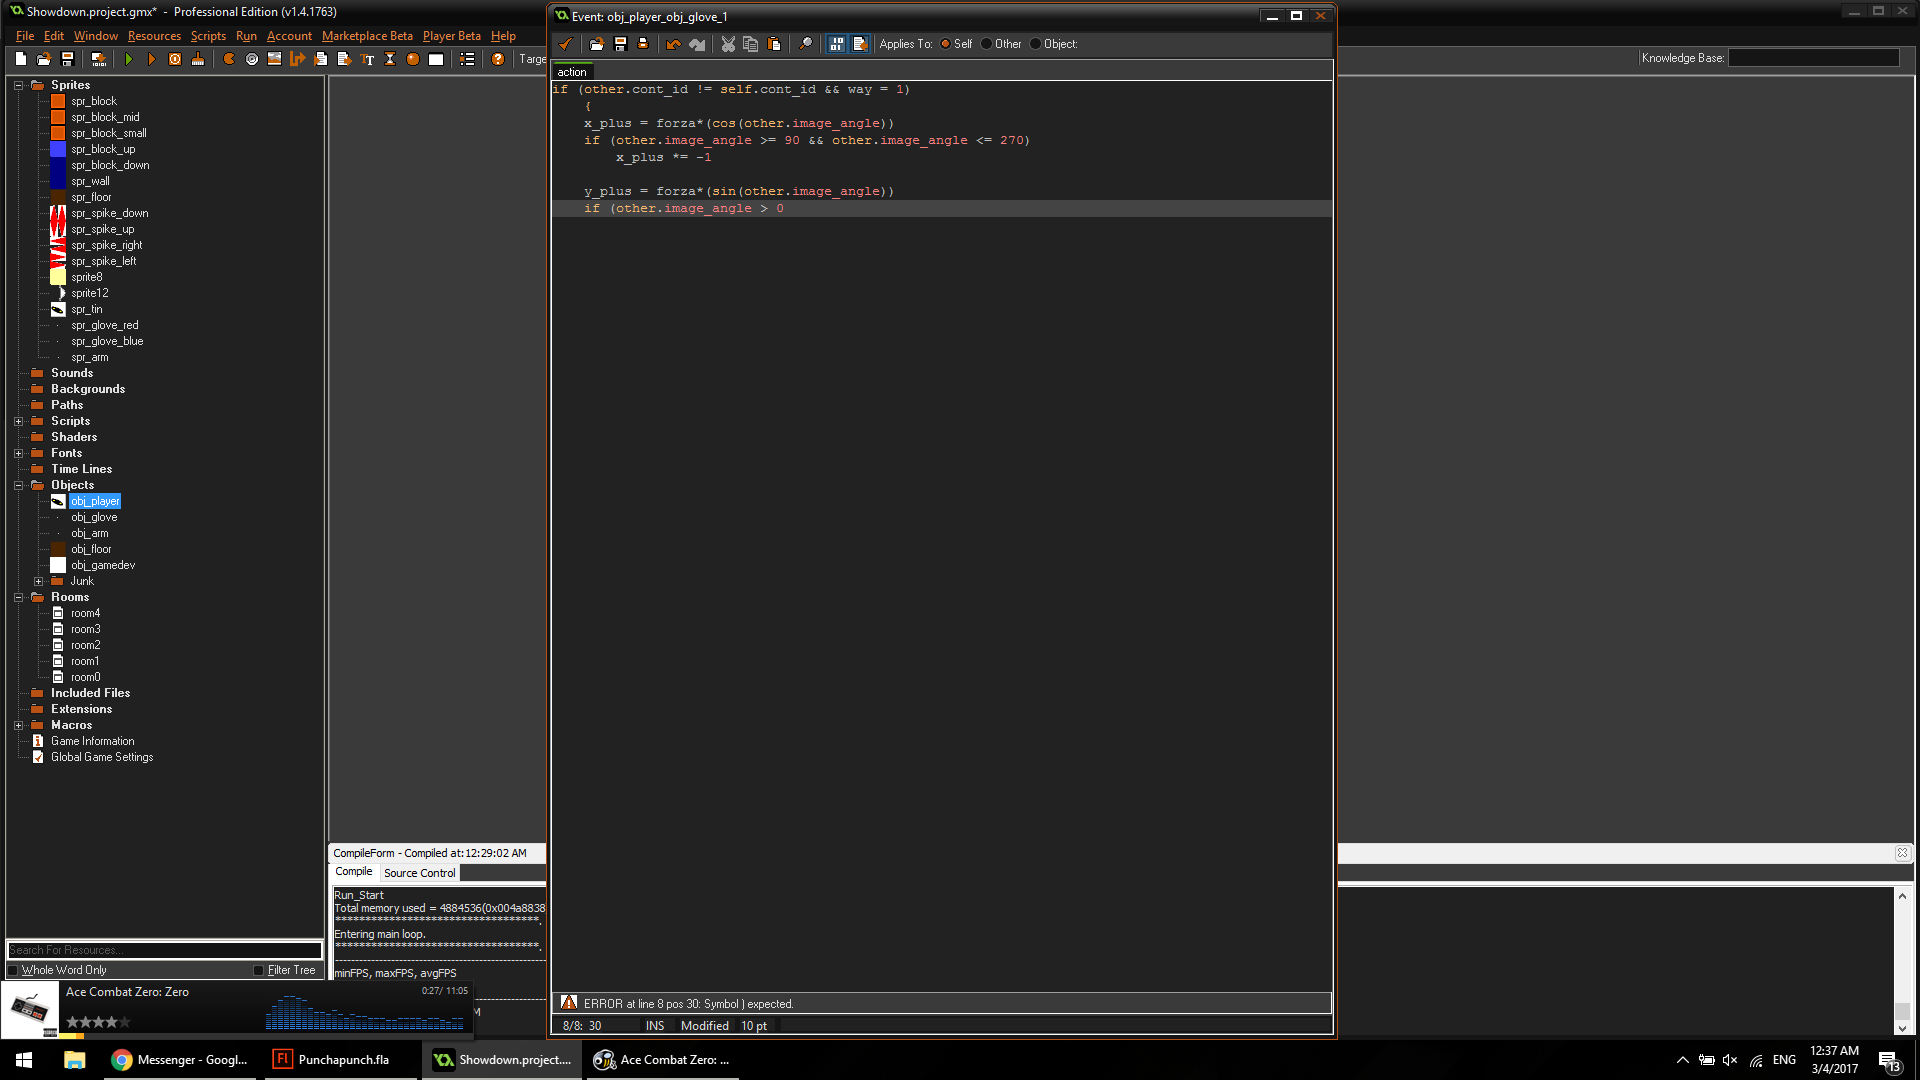 Showdown.project.gmx* - Professional Edition (v1.4.1763)
File Edit Window Resources Scripts Run Account Marketplace Beta Player Beta Help
Targe
Knowledge Base:
Sprites
spr_block
spr_block_mid
spr_block_small
spr_block_up
spr_block_down
spr_wall
spr_floor
spr_spike_down
spr_spike_up
spr_spike_right
spr_spike_left
sprite8
sprite12
spr_tin
spr_glove_red
spr_glove_blue
spr_arm
Sounds
Backgrounds
Paths
Scripts
Shaders
Fonts
Time Lines
Objects
obj_player
obj_glove
obj_arm
obj_floor
obj_gamedev
Junk
Rooms
room4
room3
room2
room1
room0
Included Files
Extensions
Macros
Game Information
Global Game Settings
Search For Resources...
Whole Word Only Filter Tree
Event: obj_player_obj_glove_1
Applies To: Self Other Object:
action
if (other.cont_id != self.cont_id && way = 1)
{
x_plus = forza*(cos(other.image_angle))
if (other.image_angle >= 90 && other.image_angle <= 270)
x_plus *= -1
y_plus = forza*(sin(other.image_angle))
if (other.image_angle > 0
ERROR at line 8 pos 30: Symbol ) expected.
8/8: 30 INS Modified 10 pt
CompileForm - Compiled at:12:29:02 AM
Compile Source Control
Run_Start
Total memory used = 4884536(0x004a8838
***********************************.
Entering main loop.
***********************************.
minFPS, maxFPS, avgFPS
M
Ace Combat Zero: Zero 0:27/ 11:05
Messenger - Googl...
Punchapunch.fla
Showdown.project....
Ace Combat Zero: ...
ENG
12:37 AM
3/4/2017
13